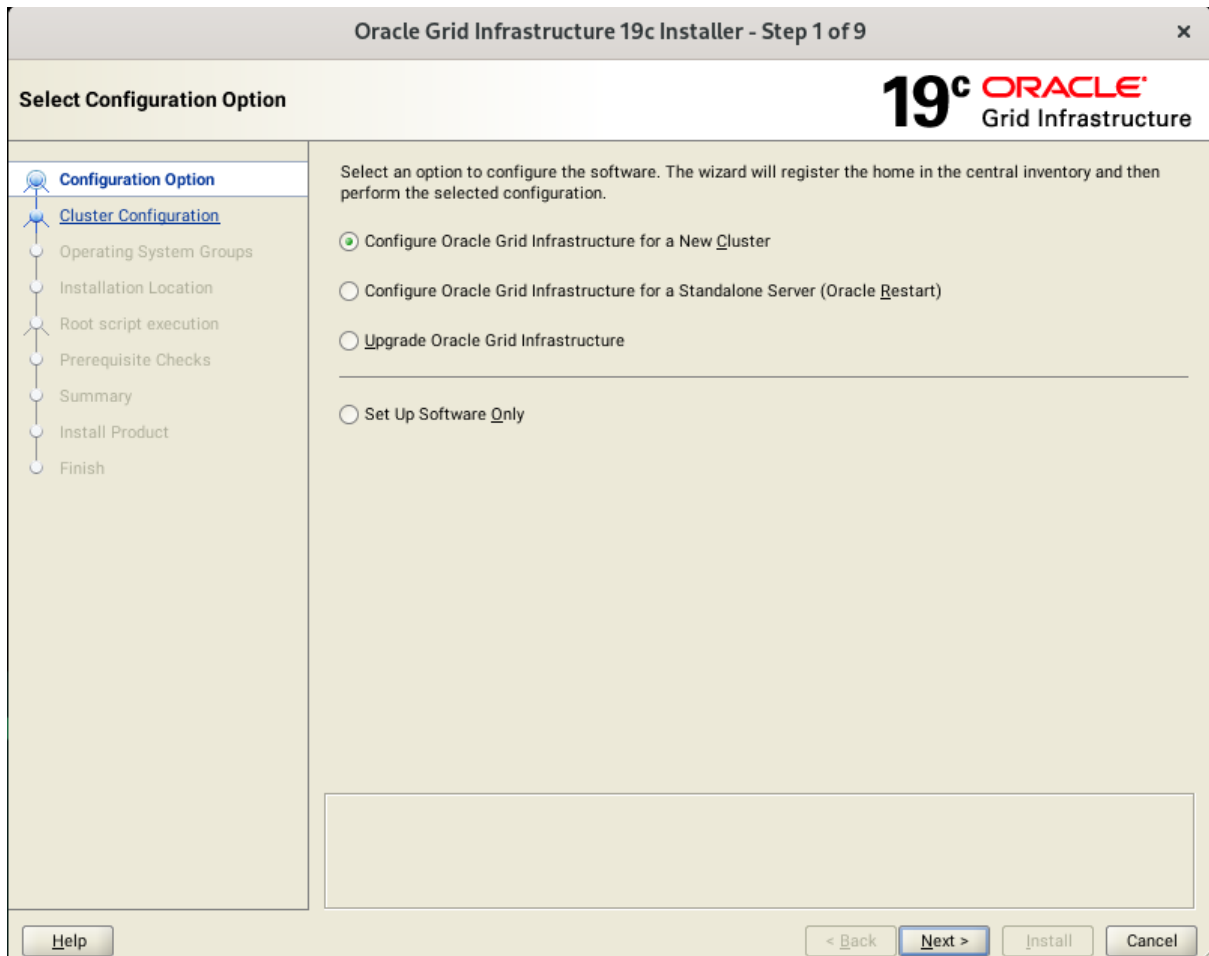 Oracle Grid Infrastructure 19c Installer - Step 1 of 9
Select Configuration Option
19c ORACLE
Grid Infrastructure
Configuration Option
Cluster Configuration
Operating System Groups
Installation Location
Root script execution
Prerequisite Checks
Summary
Install Product
Finish
Select an option to configure the software. The wizard will register the home in the central inventory and then
perform the selected configuration.
Configure Oracle Grid Infrastructure for a New Cluster
Configure Oracle Grid Infrastructure for a Standalone Server (Oracle Restart)
Upgrade Oracle Grid Infrastructure
Set Up Software Only
Help
< Back
Next >
Install
Cancel